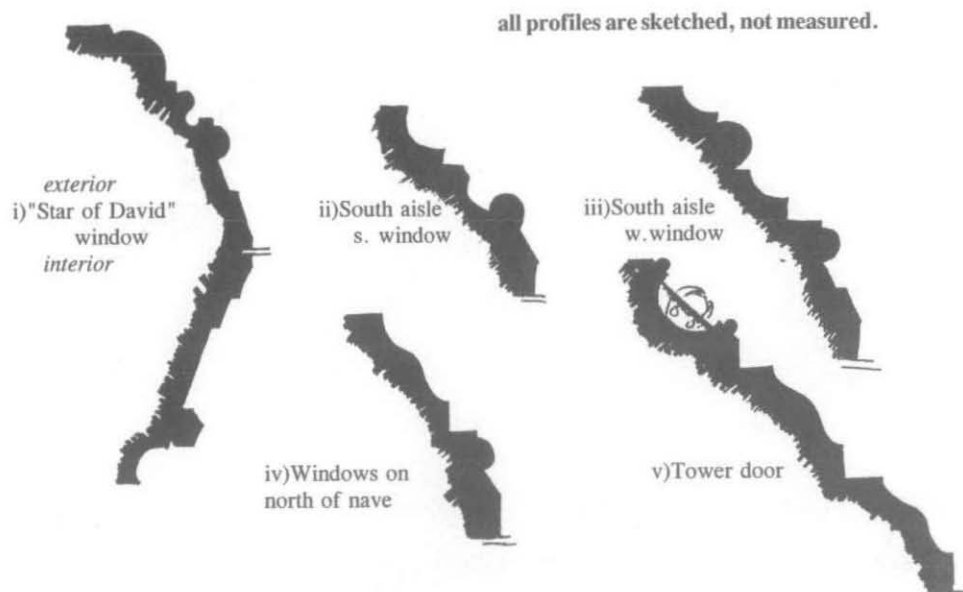 all profiles are sketched, not measured.
exterior
i)"Star of David"
window
interior
ii)South aisle
s. window
iii)South aisle
w.window
iv)Windows on
north of nave
v)Tower door